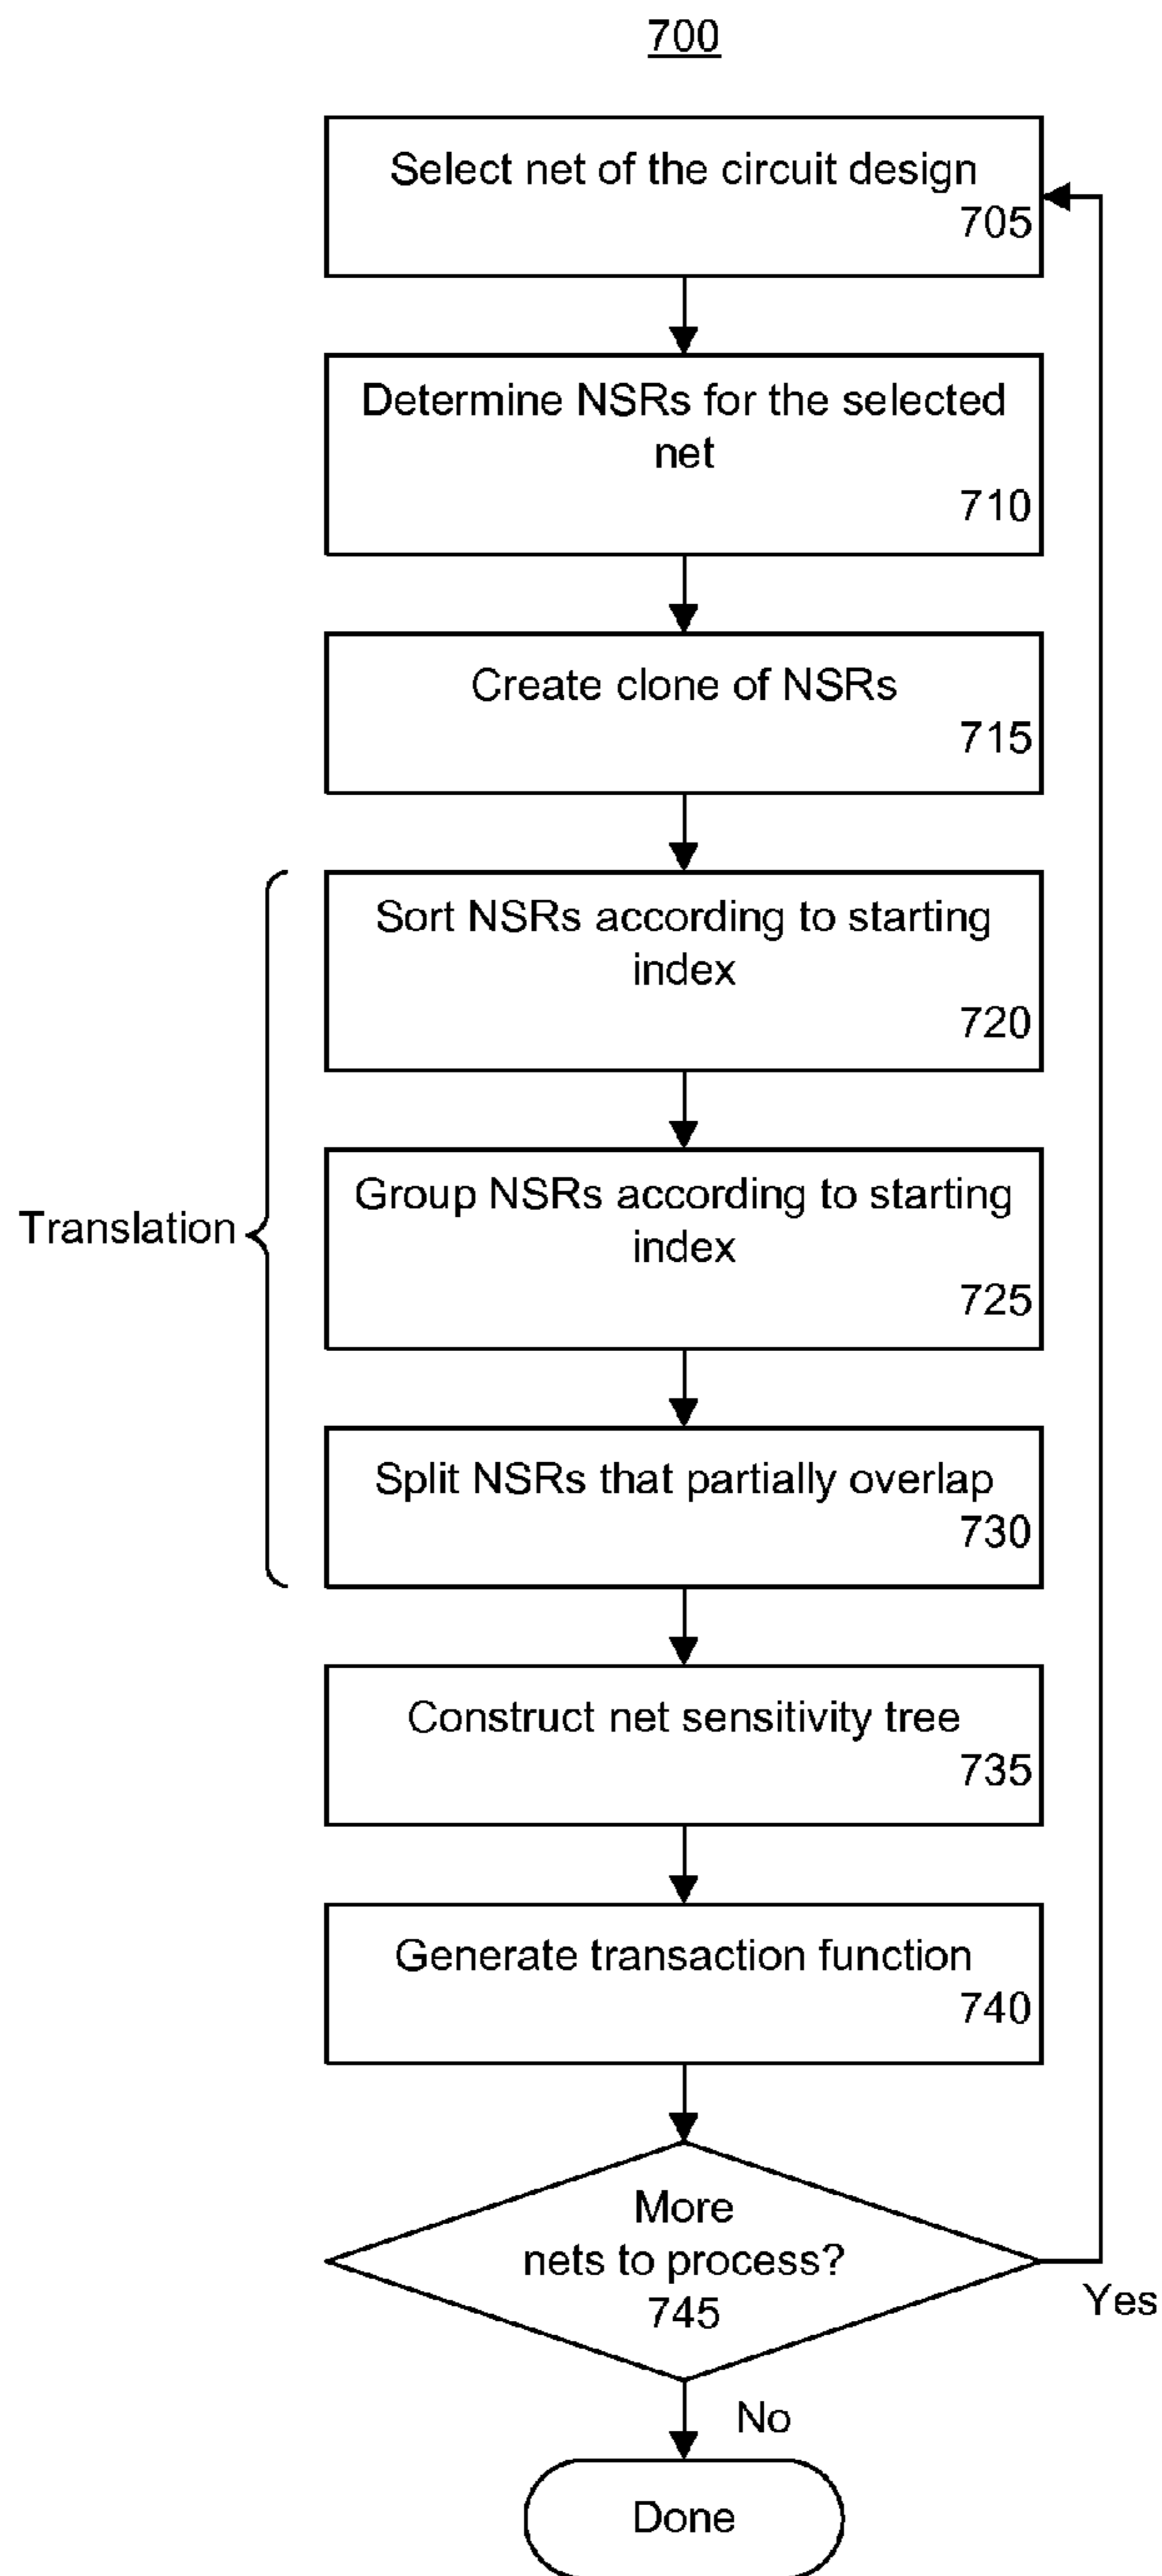 700
Select net of the circuit design
705
Determine NSRs for the selected
net
710
Create clone of NSRs
715
Sort NSRs according to starting
index
720
Translation
Group NSRs according to starting
index
725
Split NSRs that partially overlap
730
Construct net sensitivity tree
735
Generate transaction function
740
More
nets to process?
745
Yes
No
Done